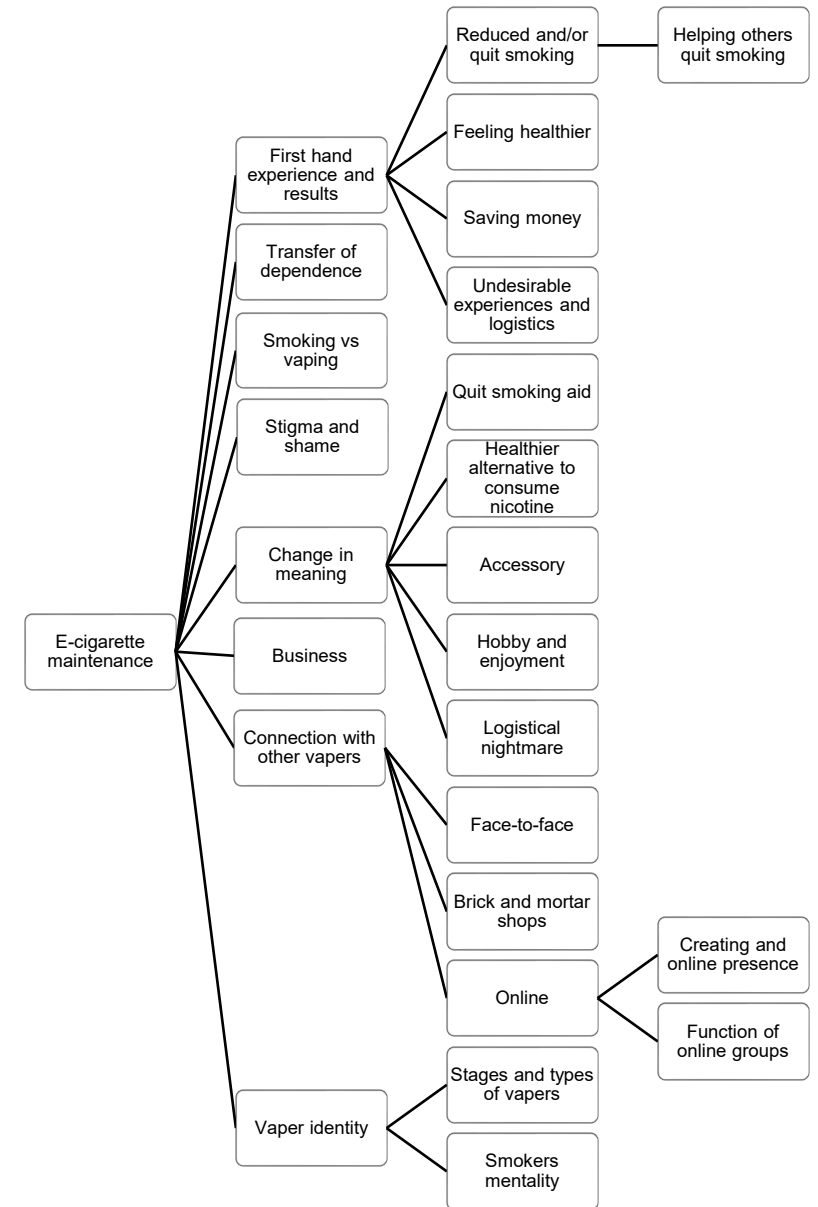 Reduced and/or
quit smoking
Helping others
quit smoking
Feeling healthier
First hand
experience and
results
Saving money
Transfer of
dependence
Undesirable
experiences and
logistics
Smoking vs
vaping
Quit smoking aid
Stigma and
shame
Healthier
alternative to
consume
nicotine
Change in
meaning
Accessory
E-cigarette
maintenance
Business
Hobby and
enjoyment
Connection with
other vapers
Logistical
nightmare
Face-to-face
Brick and mortar
shops
Creating and
online presence
Online
Function of
online groups
Stages and types
of vapers
Vaper identity
Smokers
mentality